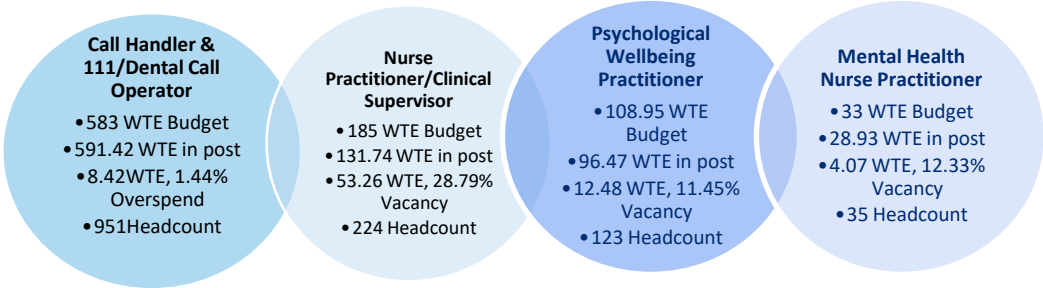 Call Handler &
111/Dental Call
Operator
•583 WTE Budget
•591.42 WTE in post
•8.42WTE, 1.44%
Overspend
•951Headcount
Nurse
Practitioner/Clinical
Supervisor
•185 WTE Budget
•131.74 WTE in post
•53.26 WTE, 28.79%
Vacancy
•224 Headcount
Psychological
Wellbeing
Practitioner
•108.95 WTE
Budget
•96.47 WTE in post
•12.48 WTE, 11.45%
Vacancy
•123 Headcount
Mental Health
Nurse Practitioner
•33 WTE Budget
•28.93 WTE in post
•4.07 WTE, 12.33%
Vacancy
•35 Headcount